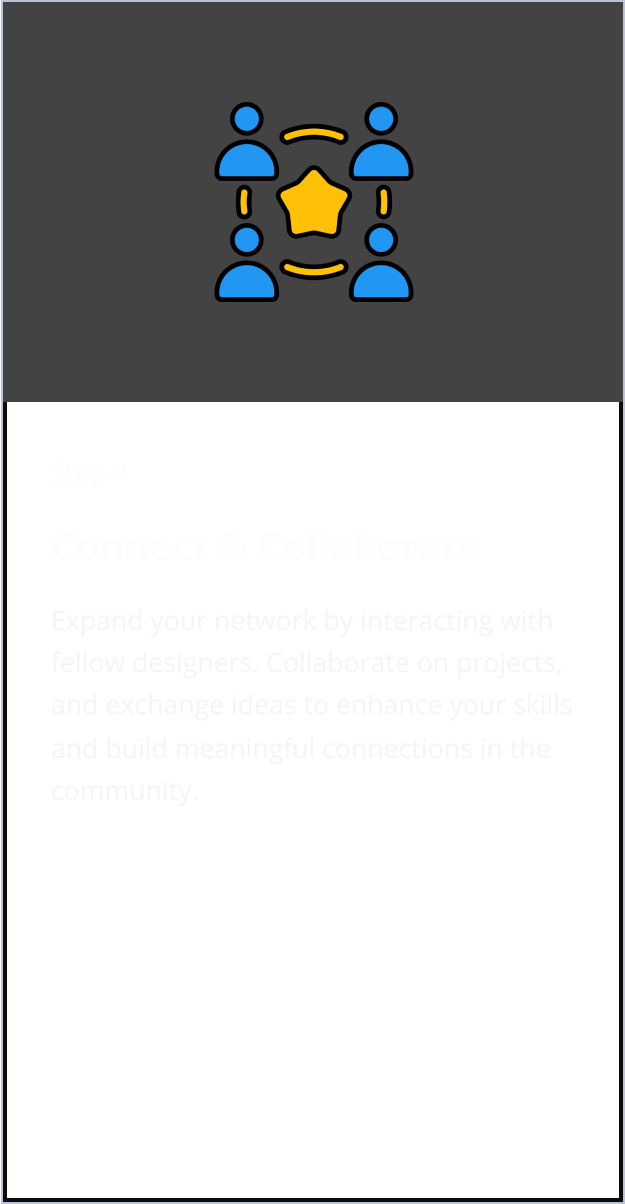 Step 4
Connect & Collaborate
Expand your network by interacting with
fellow designers. Collaborate on projects,
and exchange ideas to enhance your skills
and build meaningful connections in the
community.